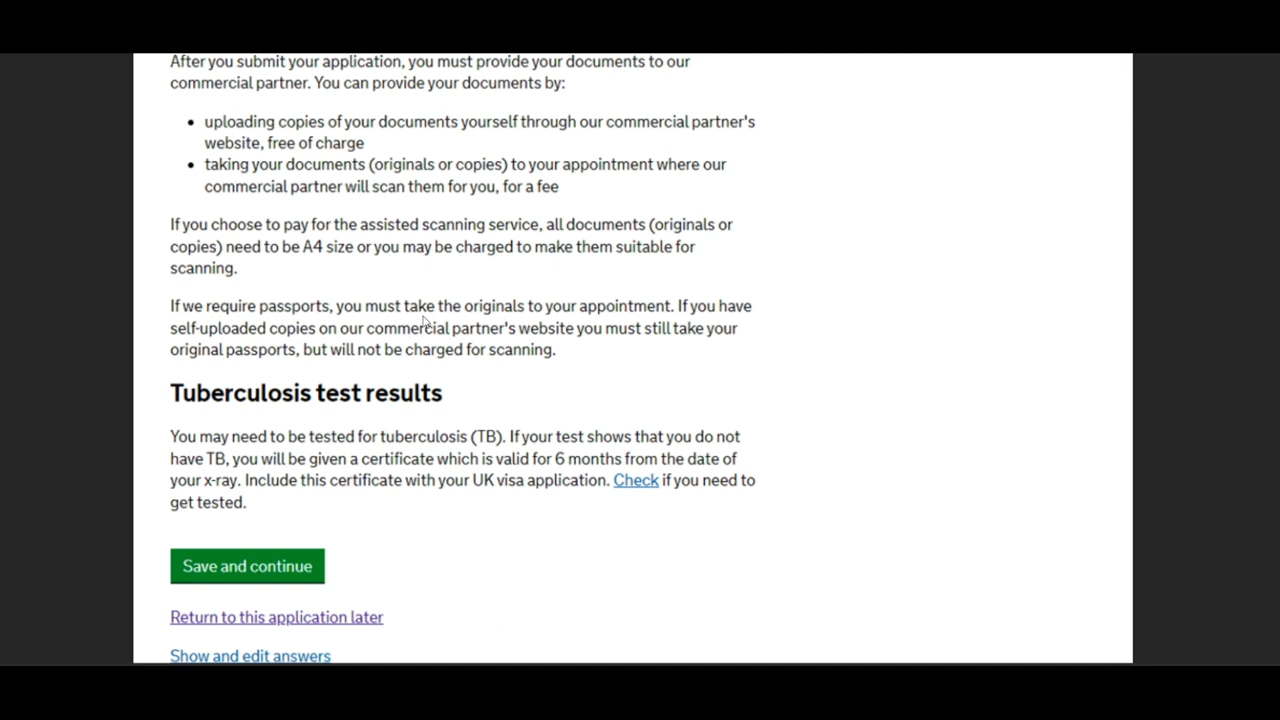 After you submit your application, you must provide your documents to our
commercial partner. You can provide your documents by:
uploading copies of your documents yourself through our commercial partner's
website, free of charge
taking your documents (originals or copies) to your appointment where our
commercial partner will scan them for you, for a fee
If you choose to pay for the assisted scanning service, all documents (originals or
copies) need to be A4 size or you may be charged to make them suitable for
scanning.
If we require passports, you must take the originals to your appointment. If you have
self-uploaded copies on our commercial partner's website you must still take your
original passports, but will not be charged for scanning.
Tuberculosis test results
You may need to be tested for tuberculosis (TB). If your test shows that you do not
have TB, you will be given a certificate which is valid for 6 months from the date of
your x-ray. Include this certificate with your UK visa application. Check if you need to
get tested.
Save and continue
Return to this application later
Show and edit answers